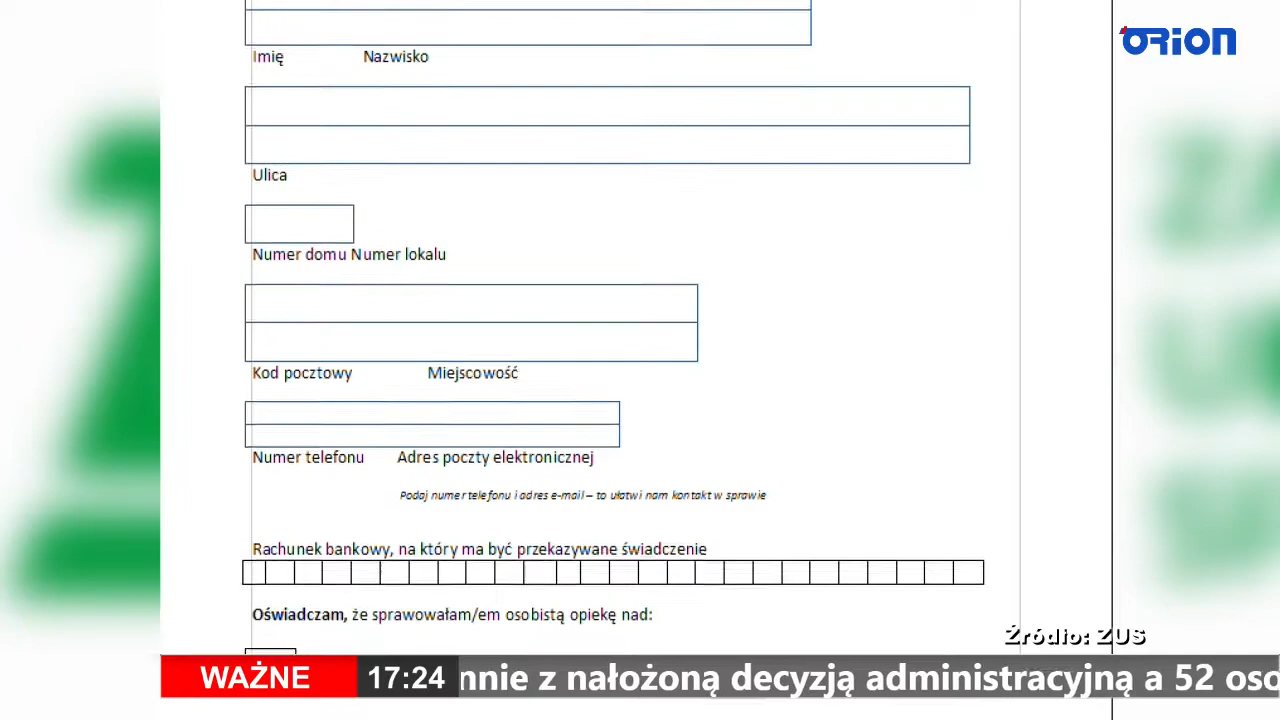 ORION
Imię Nazwisko
Ulica
Numer domu Numer lokalu
Kod pocztowy Miejscowość
Numer telefonu Adres poczty elektronicznej
Podaj numer telefonu i adres e-mail – to ułatwi nam kontakt w sprawie
Rachunek bankowy, na który ma być przekazywane świadczenie
Oświadczam, że sprawowałam/em osobistą opiekę nad:
Źródło: ZUS
WAŻNE 17:24 nnie z nałożoną decyzją administracyjną a 52 oso